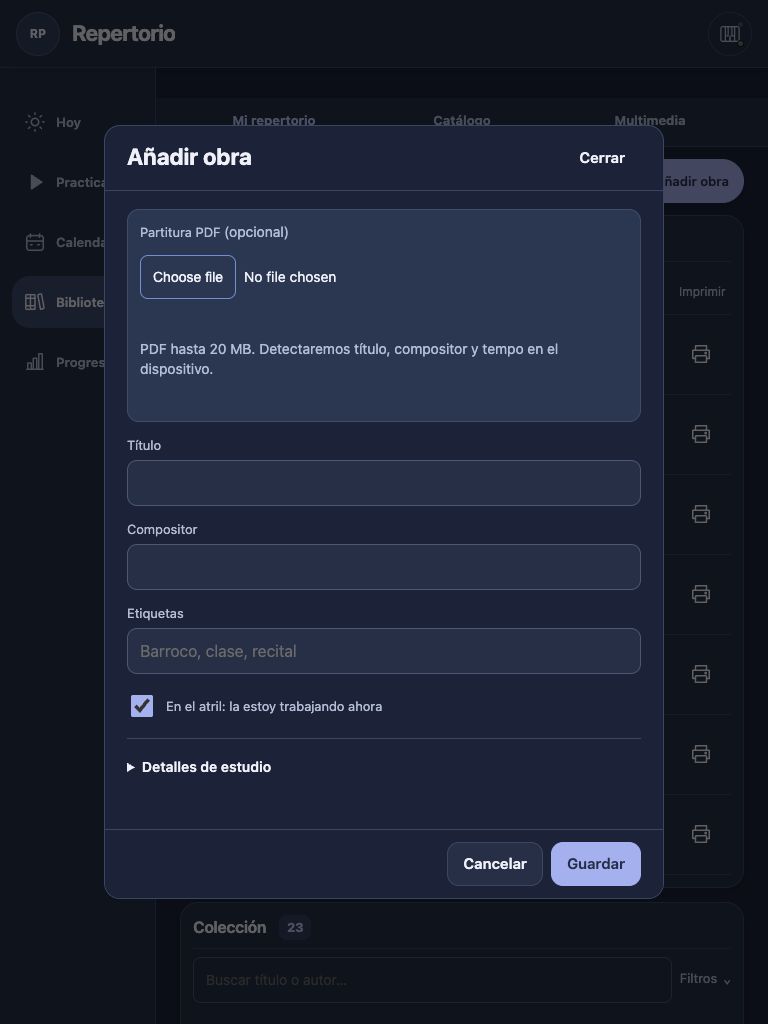 RP
Repertorio
Hoy
Mi repertorio
Catálogo
Multimedia
Añadir obra
Cerrar
Partitura PDF (opcional)
Choose file
No file chosen
PDF hasta 20 MB. Detectaremos título, compositor y tempo en el
dispositivo.
Título
Compositor
Etiquetas
Barroco, clase, recital
En el atril: la estoy trabajando ahora
Detalles de estudio
Cancelar
Guardar
Practica
Calenda
Bibliote
Progres
ñadir obra
Imprimir
Colección
23
Buscar título o autor...
Filtros